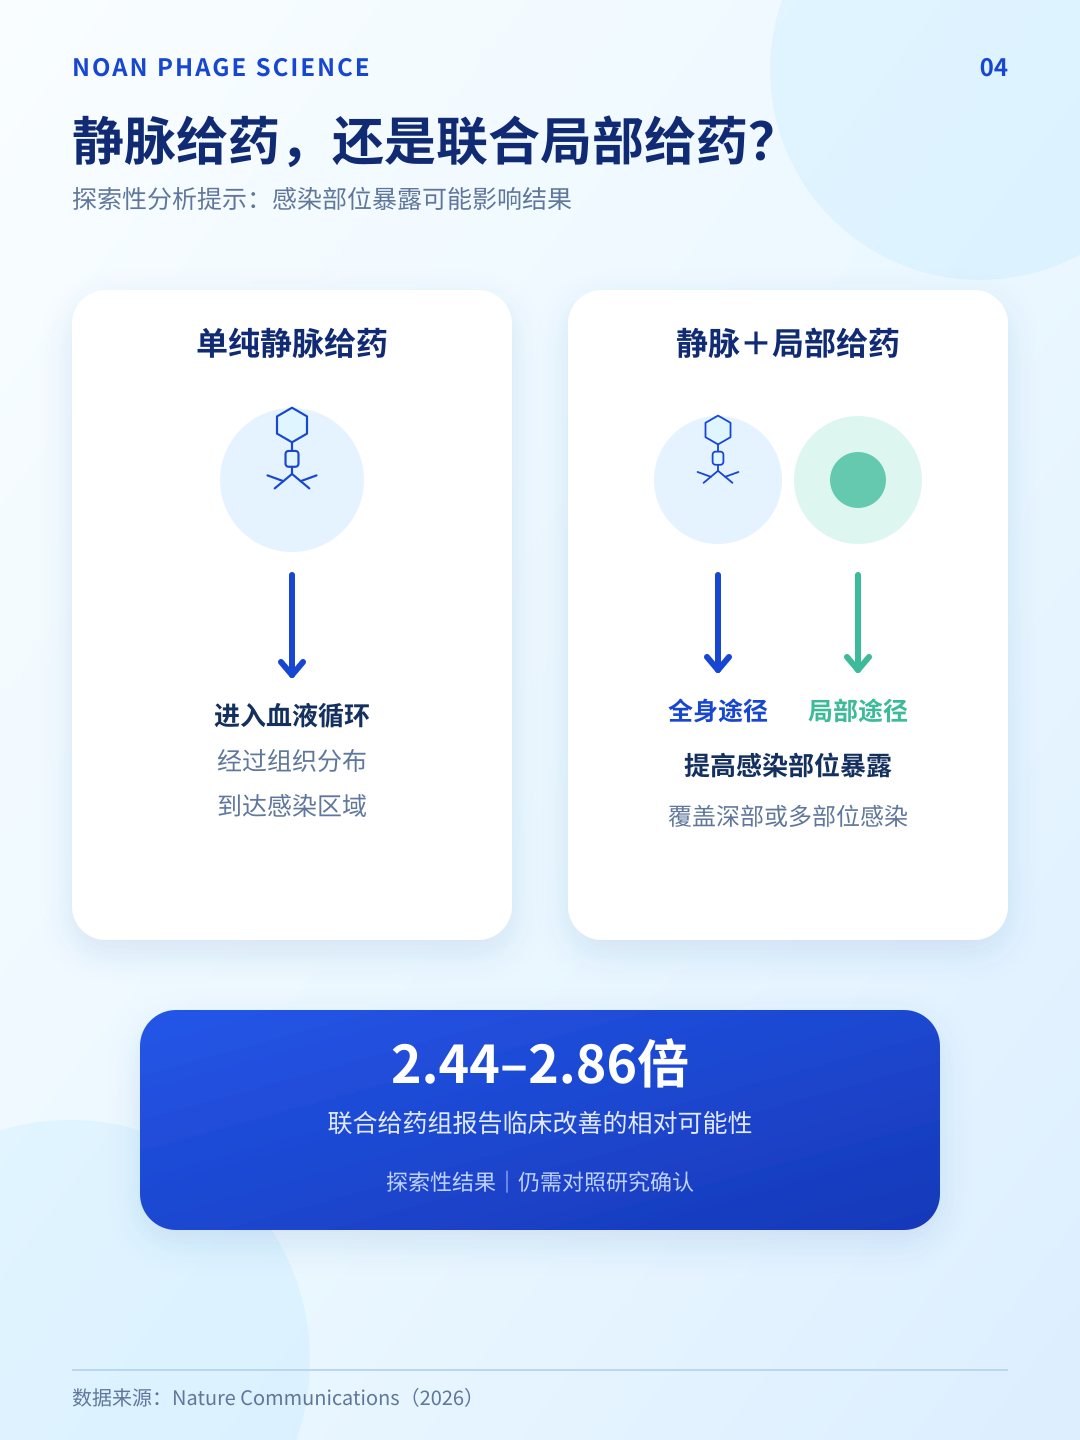 NOAN PHAGE SCIENCE
04
静脉给药，还是联合局部给药？
探索性分析提示：感染部位暴露可能影响结果
单纯静脉给药
进入血液循环
经过组织分布
到达感染区域
静脉＋局部给药
全身途径
局部途径
提高感染部位暴露
覆盖深部或多部位感染
2.44–2.86倍
联合给药组报告临床改善的相对可能性
探索性结果｜仍需对照研究确认
数据来源：Nature Communications（2026）